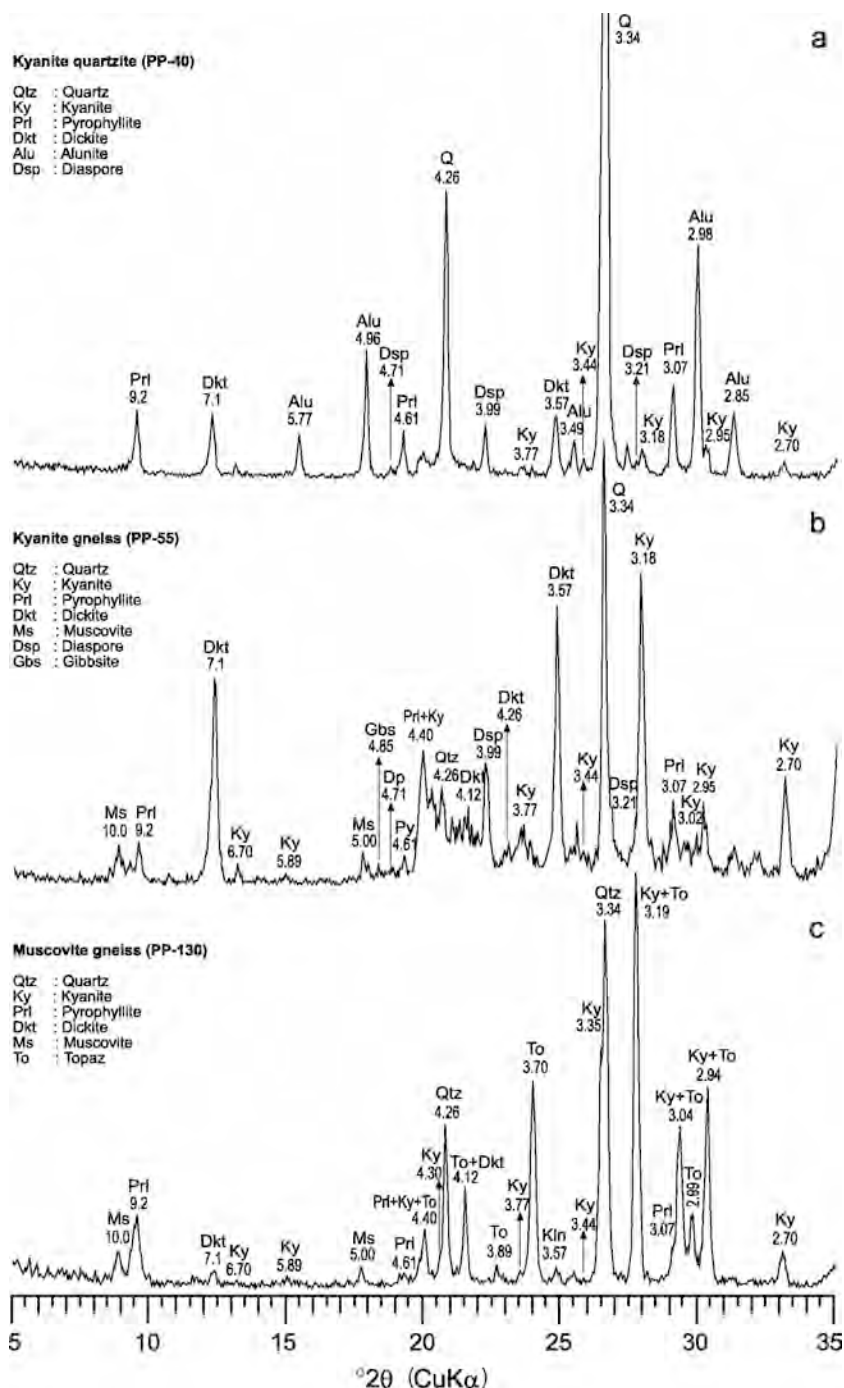 a
Kyanite quartzite (PP-40)
Qtz : Quartz
Ky : Kyanite
Prl : Pyrophyllite
Dkt : Dickite
Alu : Alunite
Dsp : Diaspore
Prl
9.2
Dkt
7.1
Alu
5.77
Alu
4.96
Dsp
4.71
Prl
4.61
Q
4.26
Dsp
3.99
Ky
3.77
Dkt
3.57
Alu
3.49
Ky
3.44
Q
3.34
Dsp
3.21
Ky
3.18
Prl
3.07
Alu
2.98
Ky
2.95
Alu
2.85
Ky
2.70
b
Kyanite gneiss (PP-55)
Qtz : Quartz
Ky : Kyanite
Prl : Pyrophyllite
Dkt : Dickite
Ms : Muscovite
Dsp : Diaspore
Gbs : Gibbsite
Ms
10.0
Prl
9.2
Dkt
7.1
Ky
6.70
Ky
5.89
Ms
5.00
Gbs
4.85
Dp
4.71
Py
4.61
Prl+Ky
4.40
Qtz
4.26
Dkt
4.12
Dsp
3.99
Dkt
4.26
Ky
3.77
Dkt
3.57
Ky
3.44
Q
3.34
Dsp
3.21
Ky
3.18
Prl
3.07
Ky
3.02
Ky
2.95
Ky
2.70
c
Muscovite gneiss (PP-130)
Qtz : Quartz
Ky : Kyanite
Prl : Pyrophyllite
Dkt : Dickite
Ms : Muscovite
To : Topaz
Ms
10.0
Prl
9.2
Dkt
7.1
Ky
6.70
Ky
5.89
Ms
5.00
Prl
4.61
Prl+Ky+To
4.40
Ky
4.30
Qtz
4.26
To+Dkt
4.12
To
3.89
Ky
3.77
To
3.70
Kln
3.57
Ky
3.44
Ky
3.35
Qtz
3.34
Ky+To
3.19
Prl
3.07
Ky+To
3.04
To
2.99
Ky+To
2.94
Ky
2.70
5 10 15 20 25 30 35
°2θ (CuKα)